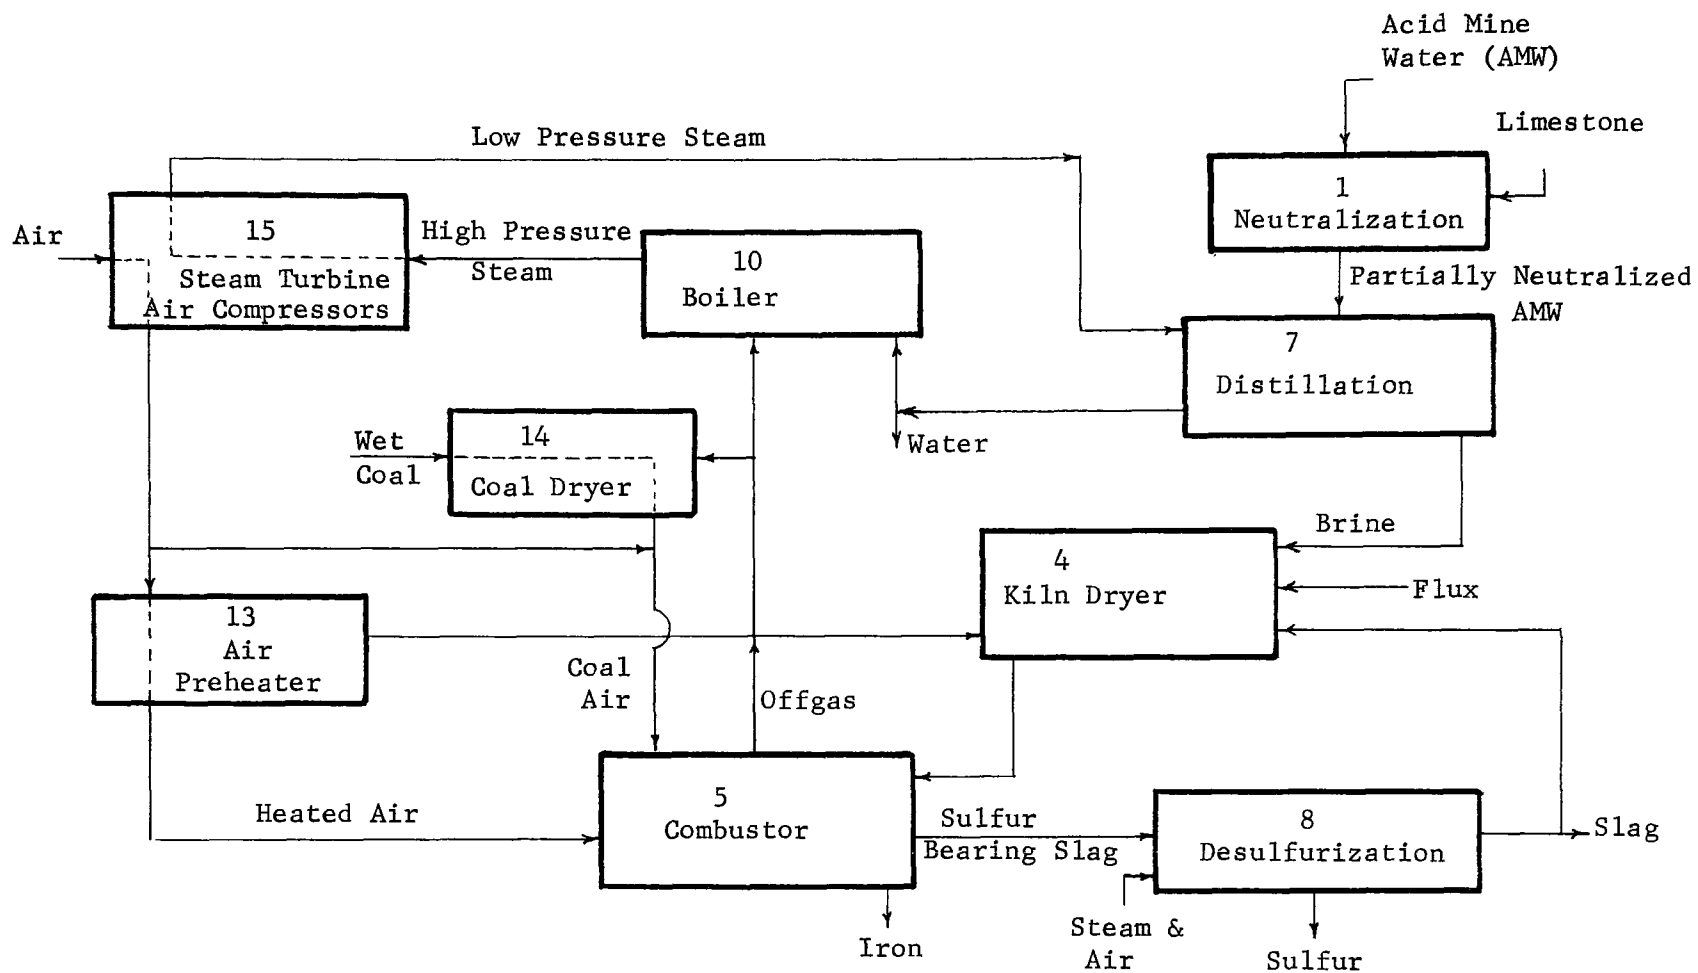 Acid Mine
Water (AMW)
Limestone
Low Pressure Steam
1
Neutralization
Air
15
Steam Turbine
Air Compressors
High Pressure
Steam
10
Boiler
Partially Neutralized
AMW
7
Distillation
Wet
Coal
14
Coal Dryer
Water
Brine
4
Kiln Dryer
Flux
13
Air
Preheater
Coal
Air
Offgas
Heated Air
5
Combustor
Sulfur
Bearing Slag
8
Desulfurization
Slag
Iron
Steam &
Air
Sulfur